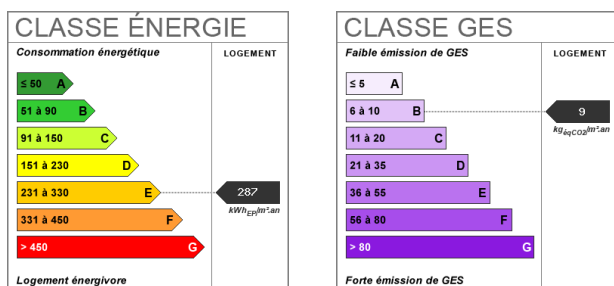 CLASSE ÉNERGIE
Consommation énergétique
LOGEMENT
≤ 50 A
51 à 90 B
91 à 150 C
151 à 230 D
231 à 330 E
287
kWhEP/m².an
331 à 450 F
> 450 G
Logement énergivore
CLASSE GES
Faible émission de GES
LOGEMENT
≤ 5 A
6 à 10 B
9
kgéqCO2/m².an
11 à 20 C
21 à 35 D
36 à 55 E
56 à 80 F
> 80 G
Forte émission de GES